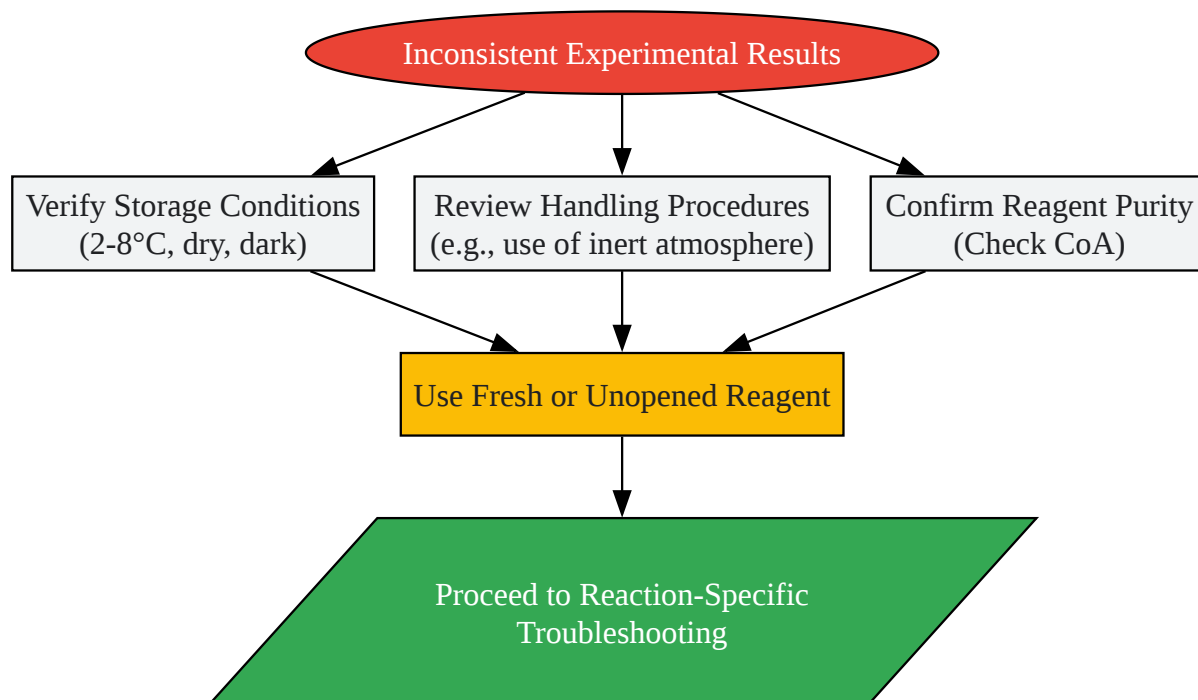 Inconsistent Experimental Results
Verify Storage Conditions
(2-8°C, dry, dark)
Review Handling Procedures
(e.g., use of inert atmosphere)
Confirm Reagent Purity
(Check CoA)
Use Fresh or Unopened Reagent
Proceed to Reaction-Specific
Troubleshooting